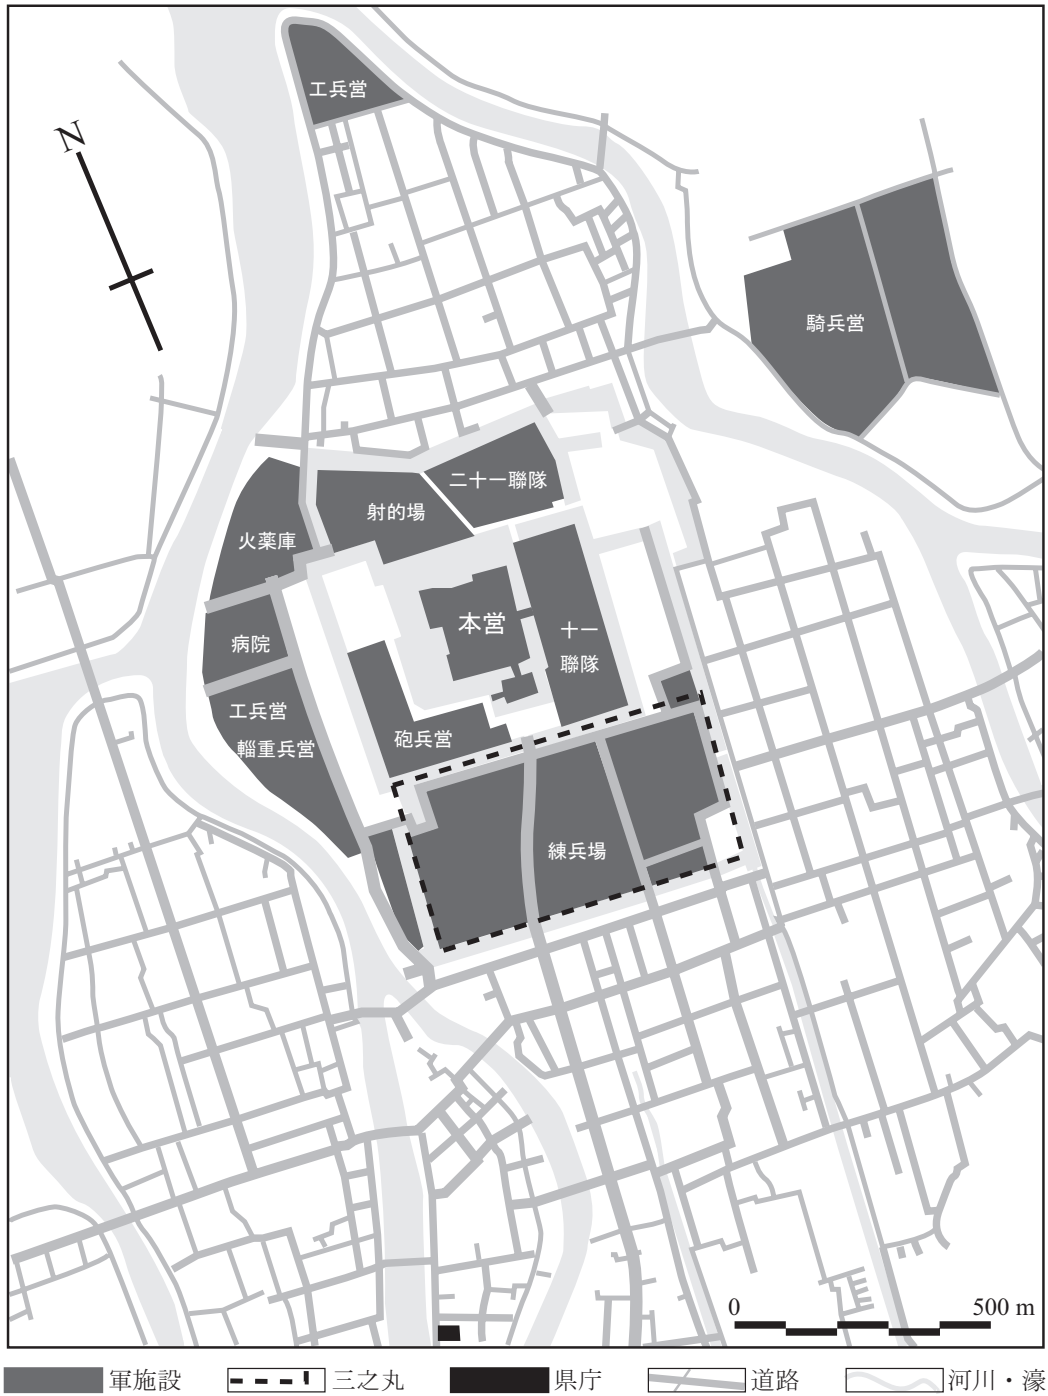 工兵営
N
騎兵営
二十一聯隊
射的場
火薬庫
本営
十一
聯隊
病院
工兵営
輜重兵営
砲兵営
練兵場
0 500 m
軍施設 三之丸 県庁 道路 河川・濠